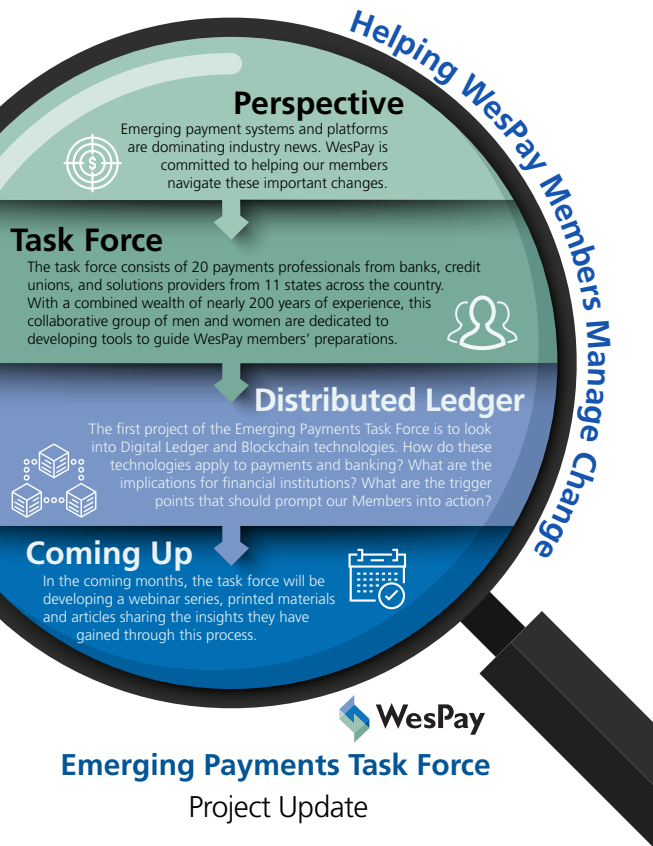 Helping WesPay Members Manage Change
Perspective
Emerging payment systems and platforms
are dominating industry news. WesPay is
committed to helping our members
navigate these important changes.
$
Task Force
The task force consists of 20 payments professionals from banks, credit
unions, and solutions providers from 11 states across the country.
With a combined wealth of nearly 200 years of experience, this
collaborative group of men and women are dedicated to
developing tools to guide WesPay members’ preparations.
Distributed Ledger
The first project of the Emerging Payments Task Force is to look
into Digital Ledger and Blockchain technologies. How do these
technologies apply to payments and banking? What are the
implications for financial institutions? What are the trigger
points that should prompt our Members into action?
Coming Up
In the coming months, the task force will be
developing a webinar series, printed materials
and articles sharing the insights they have
gained through this process.
WesPay
Emerging Payments Task Force
Project Update